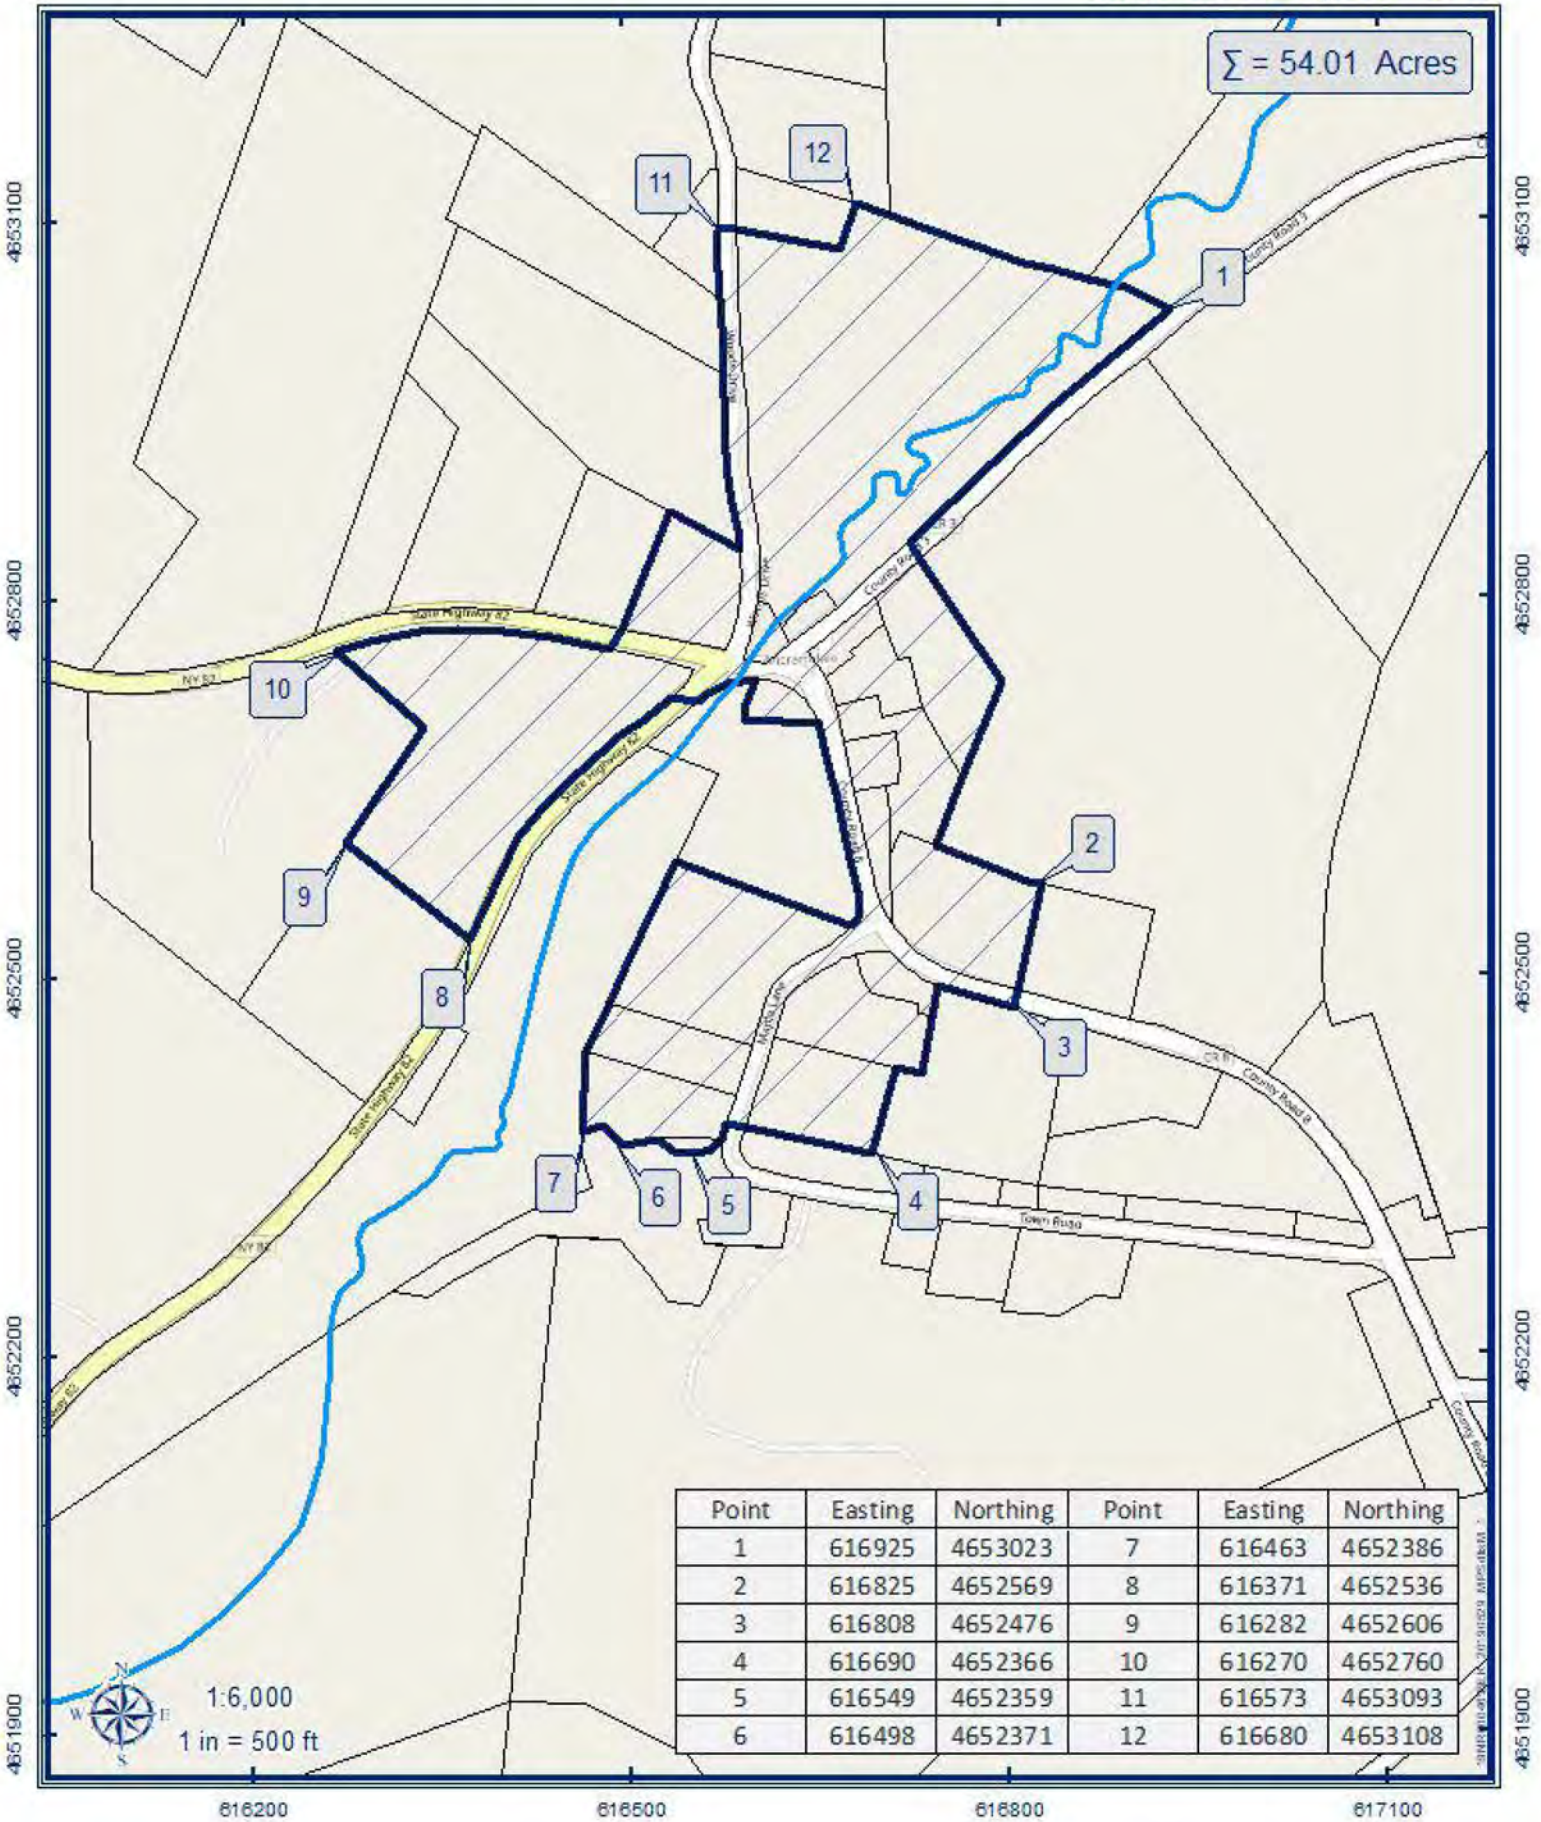 ∑ = 54.01 Acres
12
11
4653100
4653100
County Road 3
1
CR 3
County Road 3
4652800
4652800
State Highway 82
NY 82
10
State Highway 82
County Road 8
2
9
4652500
4652500
8
3
CR 8
County Road 8
State Highway 82
7
6
5
4
Town Road
NY 82
4652200
4652200
County Road
Point Easting Northing Point Easting Northing
1 616925 4653023 7 616463 4652386
2 616825 4652569 8 616371 4652536
3 616808 4652476 9 616282 4652606
4 616690 4652366 10 616270 4652760
5 616549 4652359 11 616573 4653093
6 616498 4652371 12 616680 4653108
N
W E
S
1:6,000
1 in = 500 ft
4651900
4651900
616200 616500 616800 617100